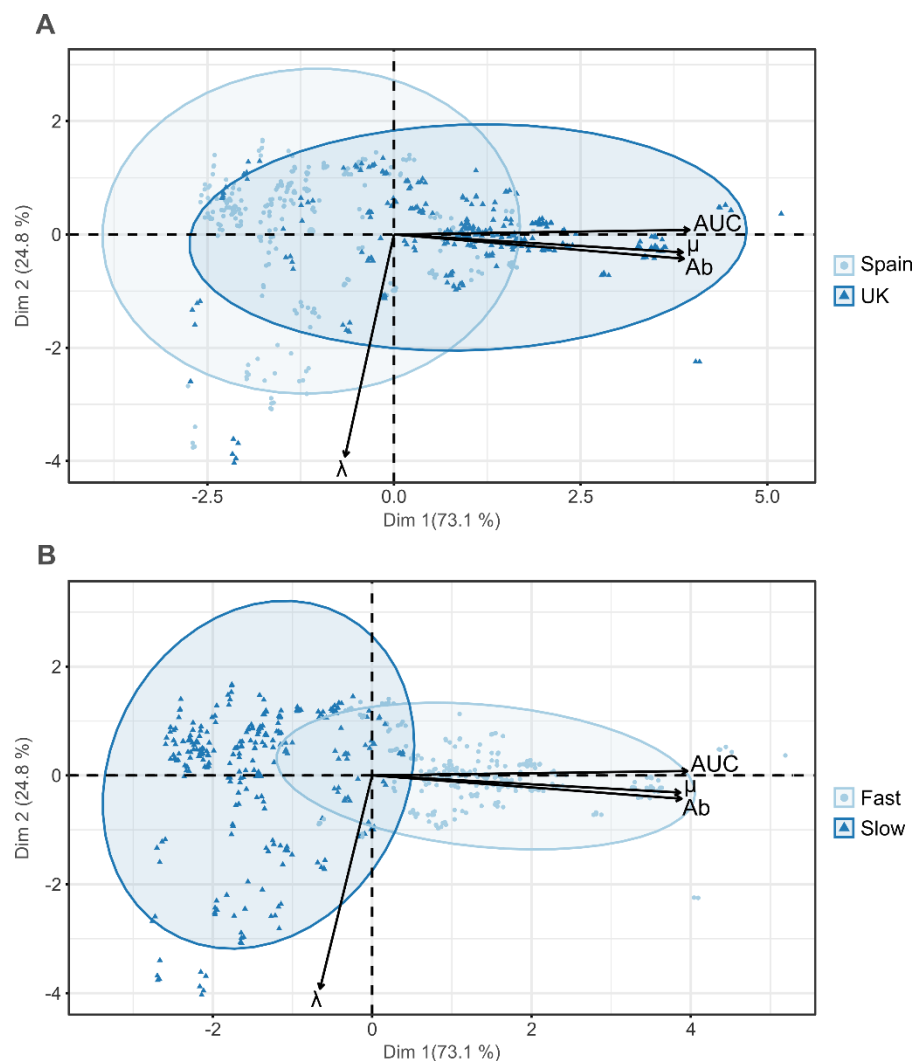 A
Dim 2 (24.8 %)
2
0
-2
-4
AUC
μ
Ab
λ
-2.5
0.0
2.5
5.0
Dim 1(73.1 %)
Spain
UK
B
Dim 2 (24.8 %)
2
0
-2
-4
AUC
μ
Ab
λ
-2
0
2
4
Dim 1(73.1 %)
Fast
Slow